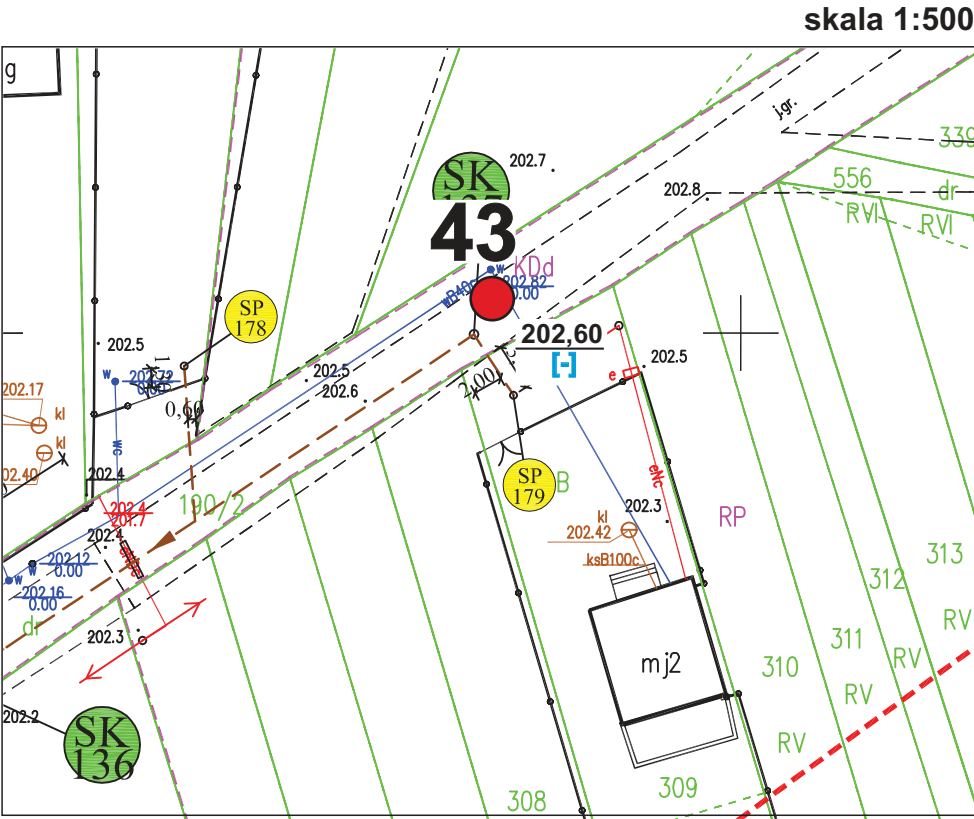 skala 1:500
g
202.7
j.gr.
339
SK
43
202.8
556
dr
RVI
RVI
w
KDd
202.82
0.00
wB40c
SP
178
202,60
[-]
202.5
202.5
202.5
202.6
w
202.72
2,00
e
202.17
kl
0,60
kl
02.40
wc
202.4
eNc
SP
179
B
190/2
202.4
201.7
202.3
RP
kl
202.42
ksB100c
202.4
202.12
0.00
w
w
202.16
0.00
313
312
dr
202.3
mj2
311
RV
310
RV
RV
202.2
SK
136
RV
308
309